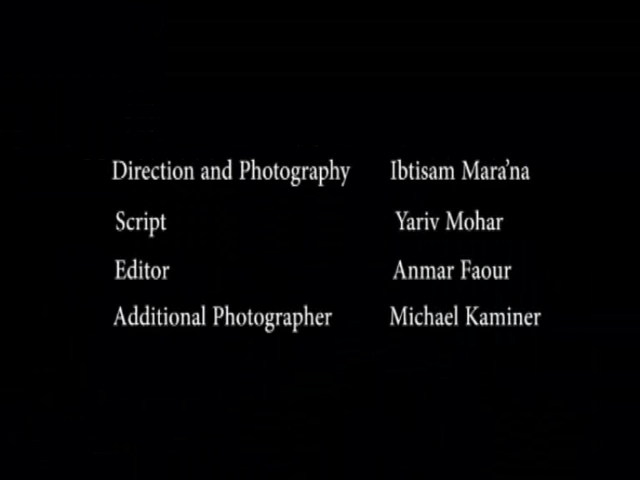 Direction and Photography Ibtisam Mara'na
Script Yariv Mohar
Editor Anmar Faour
Additional Photographer Michael Kaminer